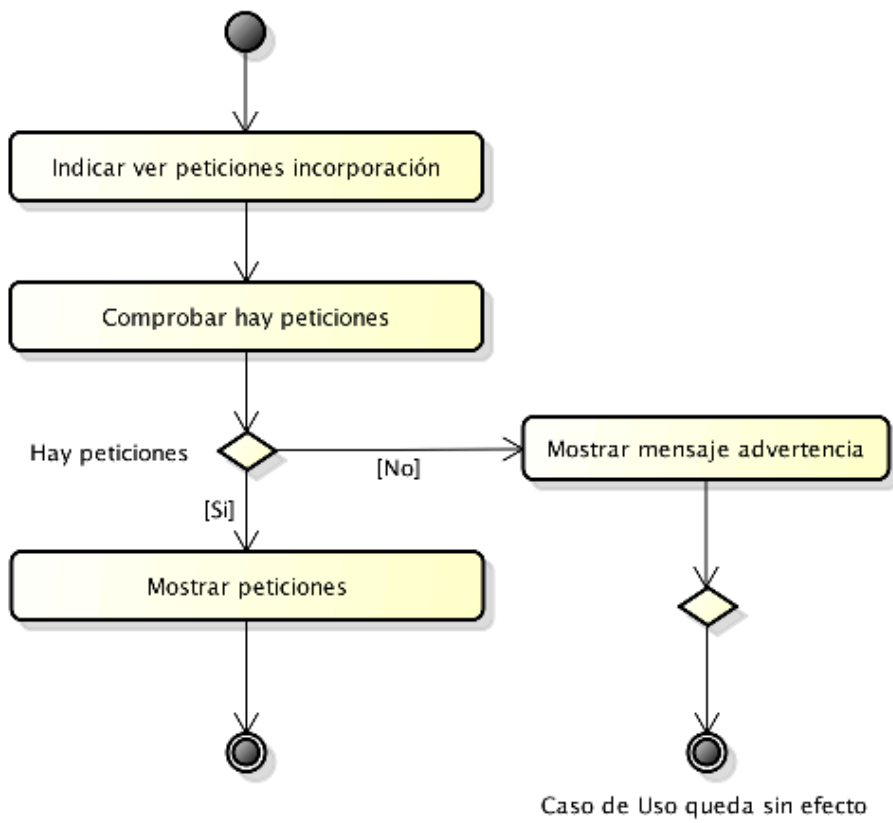 Indicar ver peticiones incorporación
Comprobar hay peticiones
Hay peticiones
[No]
Mostrar mensaje advertencia
[Si]
Mostrar peticiones
Caso de Uso queda sin efecto